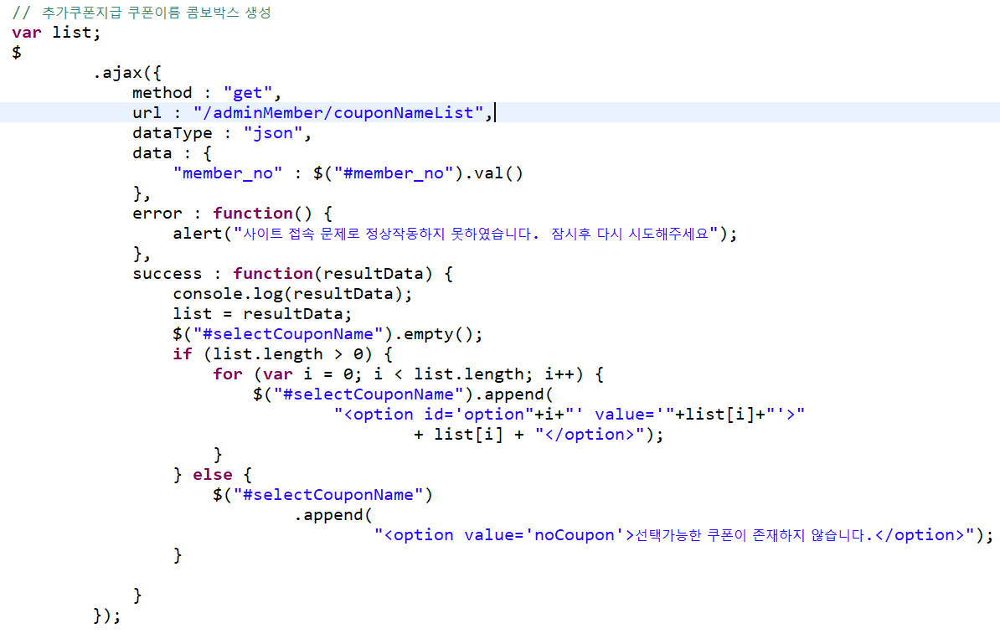 // 추가쿠폰지급 쿠폰이름 콤보박스 생성
var list;
$
.ajax({
method : "get",
url : "/adminMember/couponNameList",
dataType : "json",
data : {
"member_no" : $("#member_no").val()
},
error : function() {
alert("사이트 접속 문제로 정상작동하지 못하였습니다. 잠시후 다시 시도해주세요");
},
success : function(resultData) {
console.log(resultData);
list = resultData;
$("#selectCouponName").empty();
if (list.length > 0) {
for (var i = 0; i < list.length; i++) {
$("#selectCouponName").append(
"<option id='option"+i+"' value='"+list[i]+"'>"
+ list[i] + "</option>");
}
} else {
$("#selectCouponName")
.append(
"<option value='noCoupon'>선택가능한 쿠폰이 존재하지 않습니다.</option>");
}
}
});